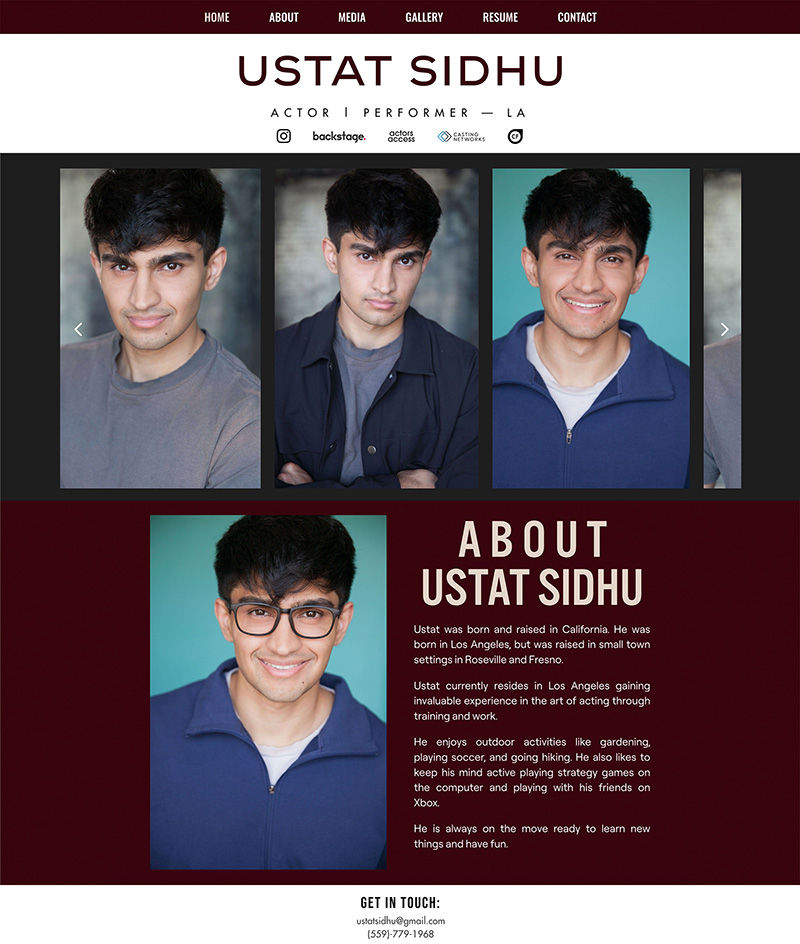 HOME ABOUT MEDIA GALLERY RESUME CONTACT
USTAT SIDHU
ACTOR | PERFORMER — LA
backstage. actors access CASTING NETWORKS CF
ABOUT
USTAT SIDHU
Ustat was born and raised in California. He was
born in Los Angeles, but was raised in small town
settings in Roseville and Fresno.
Ustat currently resides in Los Angeles gaining
invaluable experience in the art of acting through
training and work.
He enjoys outdoor activities like gardening,
playing soccer, and going hiking. He also likes to
keep his mind active playing strategy games on
the computer and playing with his friends on
Xbox.
He is always on the move ready to learn new
things and have fun.
GET IN TOUCH:
ustatsidhu@gmail.com
(559)-779-1968